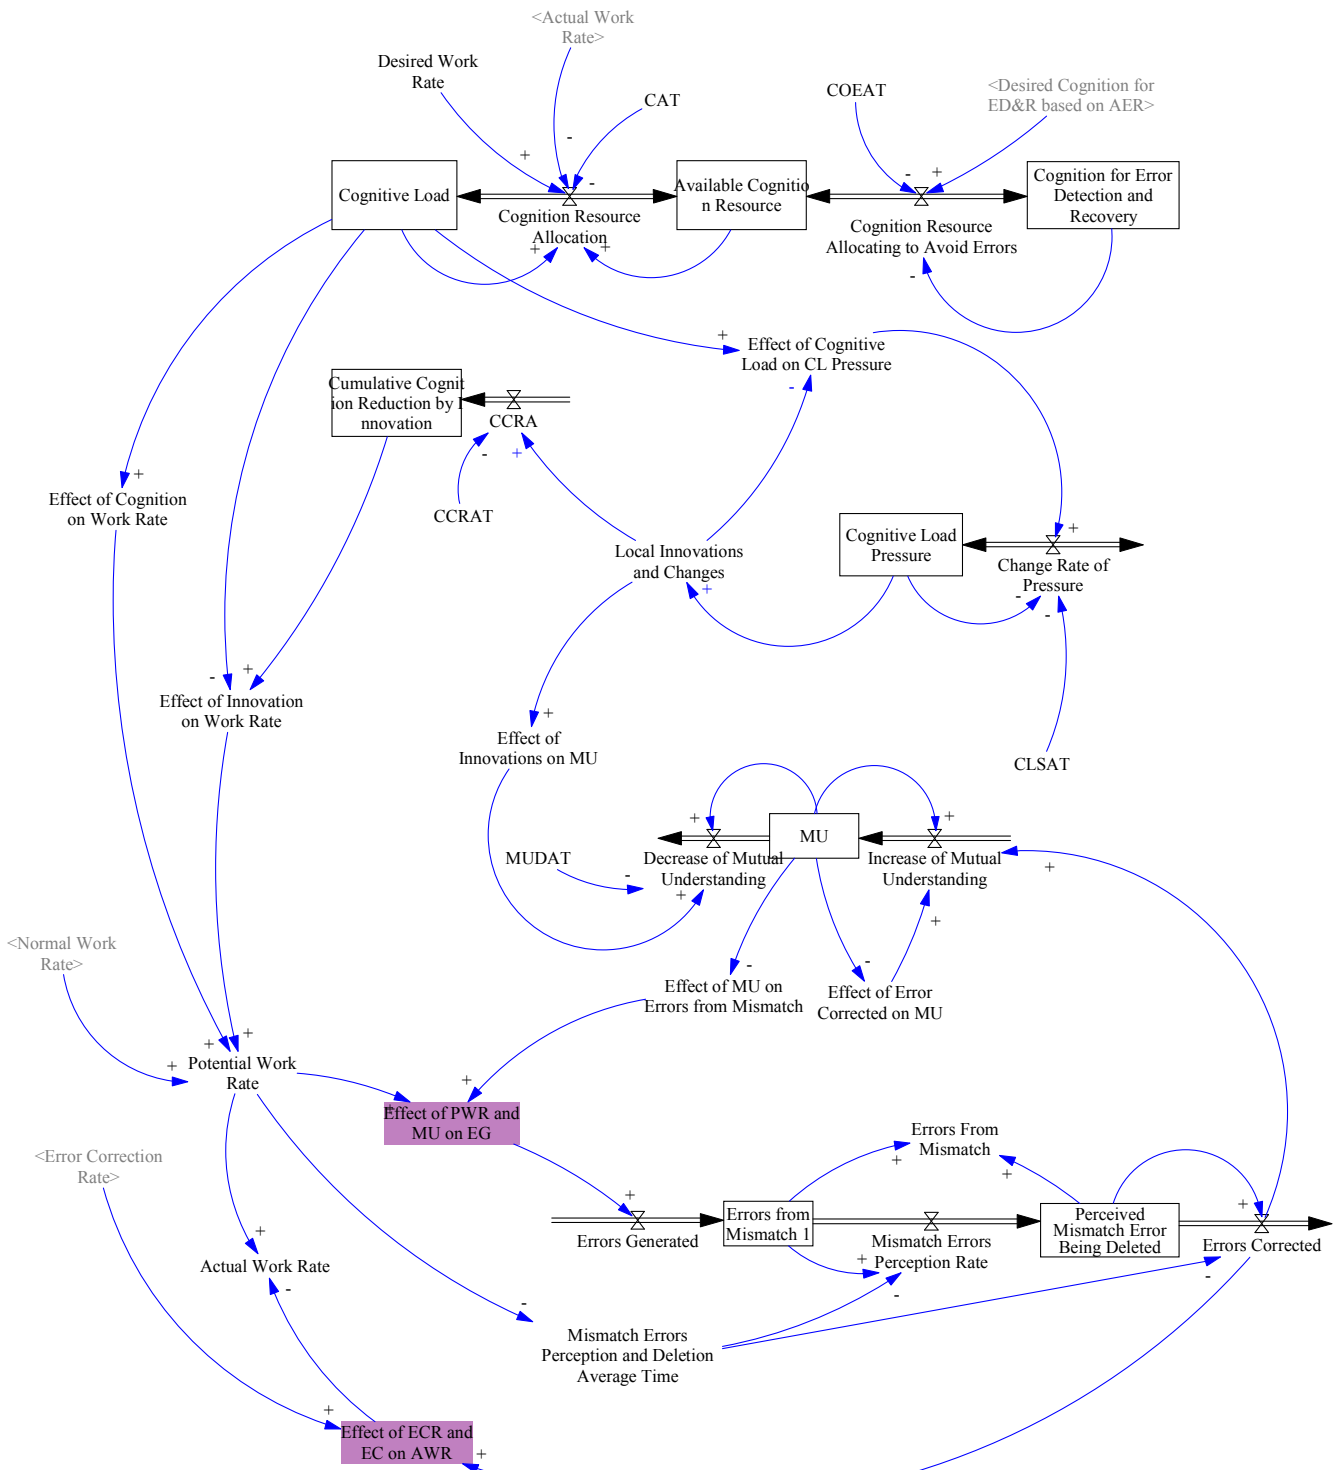 <Actual Work
Rate>
Desired Work
Rate
CAT
COEAT
<Desired Cognition for
ED&R based on AER>
+
-
+
-
-
+
Cognitive Load
Available Cognitio
n Resource
Cognition for Error
Detection and
Recovery
Cognition Resource
Allocation
Cognition Resource
Allocating to Avoid Errors
+
+
-
+
Effect of Cognitive
Load on CL Pressure
-
Cumulative Cognit
ion Reduction by I
nnovation
CCRA
-
+
+
Effect of Cognition
on Work Rate
CCRAT
Cognitive Load
Pressure
+
Local Innovations
and Changes
+
Change Rate of
Pressure
-
-
-
+
Effect of Innovation
on Work Rate
+
Effect of
Innovations on MU
CLSAT
+
MU
+
MUDAT
Decrease of Mutual
Understanding
Increase of Mutual
Understanding
-
+
+
+
<Normal Work
Rate>
-
Effect of MU on
Errors from Mismatch
-
Effect of Error
Corrected on MU
+
+
+
Potential Work
Rate
+
+
Effect of PWR and
MU on EG
Errors From
Mismatch
<Error Correction
Rate>
+
+
+
Errors from
Mismatch 1
Perceived
Mismatch Error
Being Deleted
+
Errors Generated
Mismatch Errors
Perception Rate
Errors Corrected
+
Actual Work Rate
-
+
-
-
-
Mismatch Errors
Perception and Deletion
Average Time
+
Effect of ECR and
EC on AWR
+